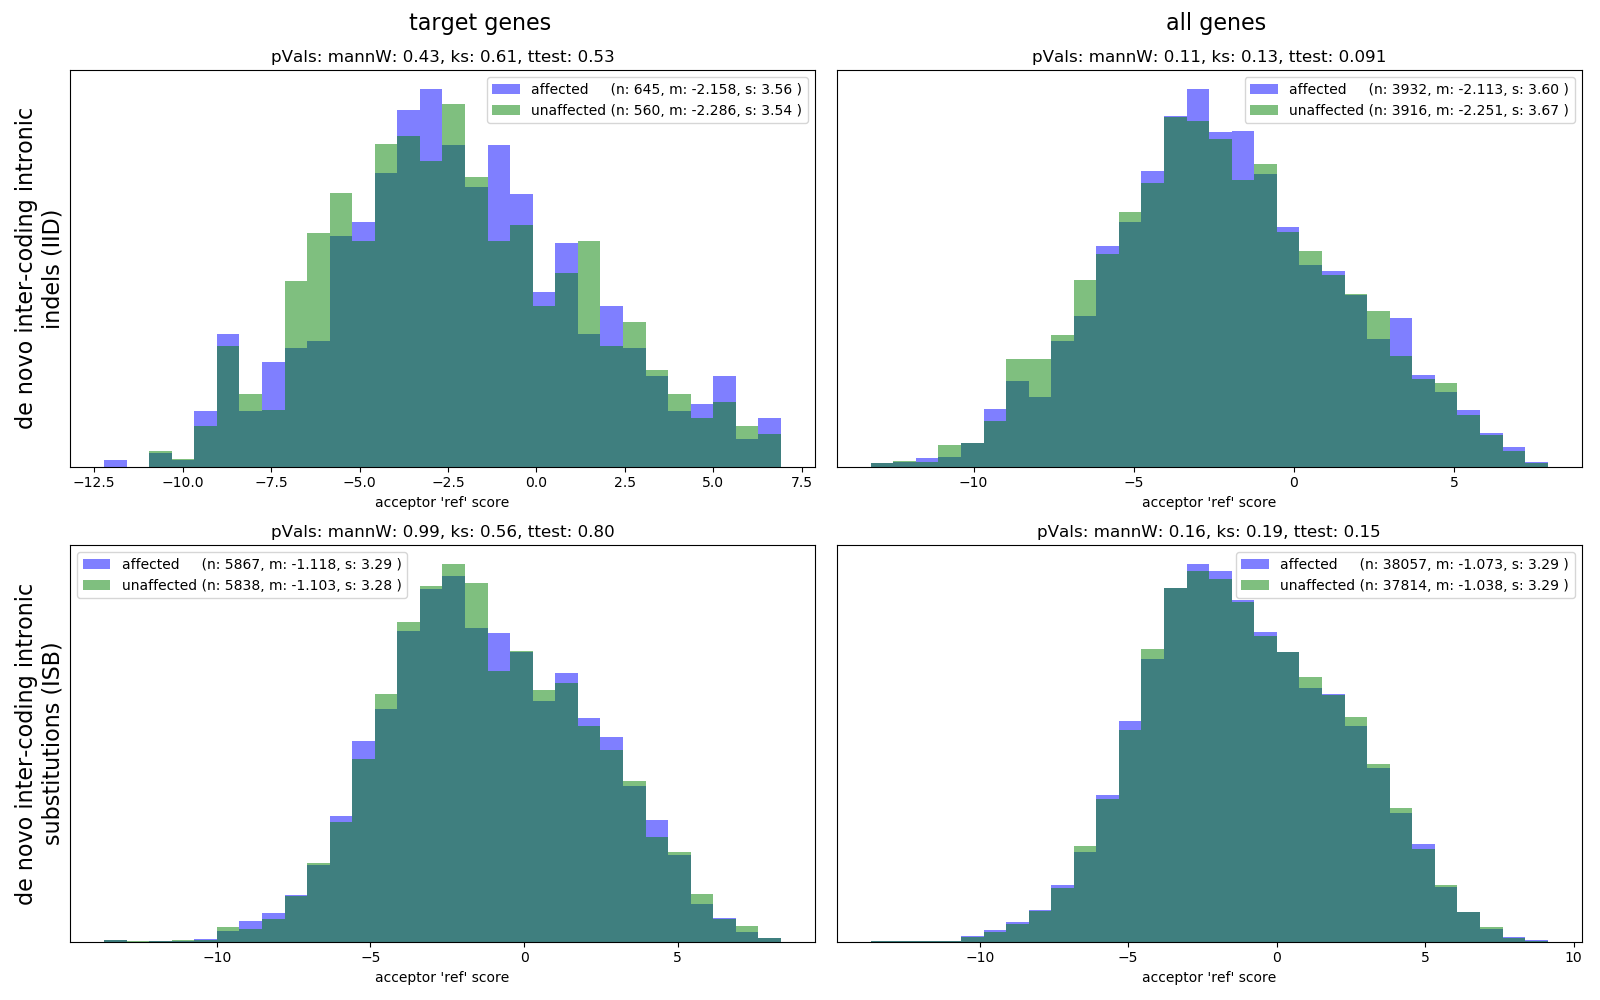 target genes
all genes
de novo inter-coding intronic
indels (IID)
pVals: mannW: 0.43, ks: 0.61, ttest: 0.53
affected (n: 645, m: -2.158, s: 3.56 )
unaffected (n: 560, m: -2.286, s: 3.54 )
−12.5 −10.0 −7.5 −5.0 −2.5 0.0 2.5 5.0 7.5
acceptor 'ref' score
pVals: mannW: 0.11, ks: 0.13, ttest: 0.091
affected (n: 3932, m: -2.113, s: 3.60 )
unaffected (n: 3916, m: -2.251, s: 3.67 )
−10 −5 0 5
acceptor 'ref' score
de novo inter-coding intronic
substitutions (ISB)
pVals: mannW: 0.99, ks: 0.56, ttest: 0.80
affected (n: 5867, m: -1.118, s: 3.29 )
unaffected (n: 5838, m: -1.103, s: 3.28 )
−10 −5 0 5
acceptor 'ref' score
pVals: mannW: 0.16, ks: 0.19, ttest: 0.15
affected (n: 38057, m: -1.073, s: 3.29 )
unaffected (n: 37814, m: -1.038, s: 3.29 )
−10 −5 0 5 10
acceptor 'ref' score